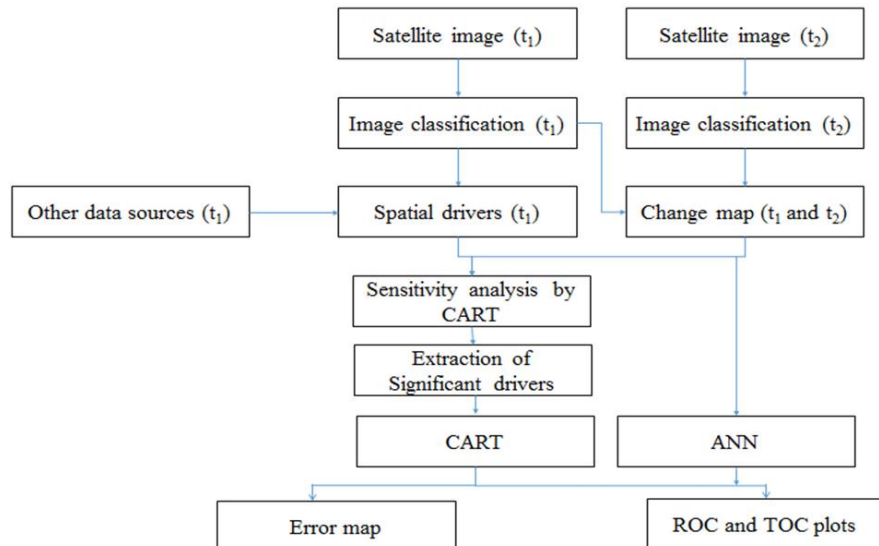 Satellite image (t₁)
Satellite image (t₂)
Image classification (t₁)
Image classification (t₂)
Other data sources (t₁)
Spatial drivers (t₁)
Change map (t₁ and t₂)
Sensitivity analysis by
CART
Extraction of
Significant drivers
CART
ANN
Error map
ROC and TOC plots